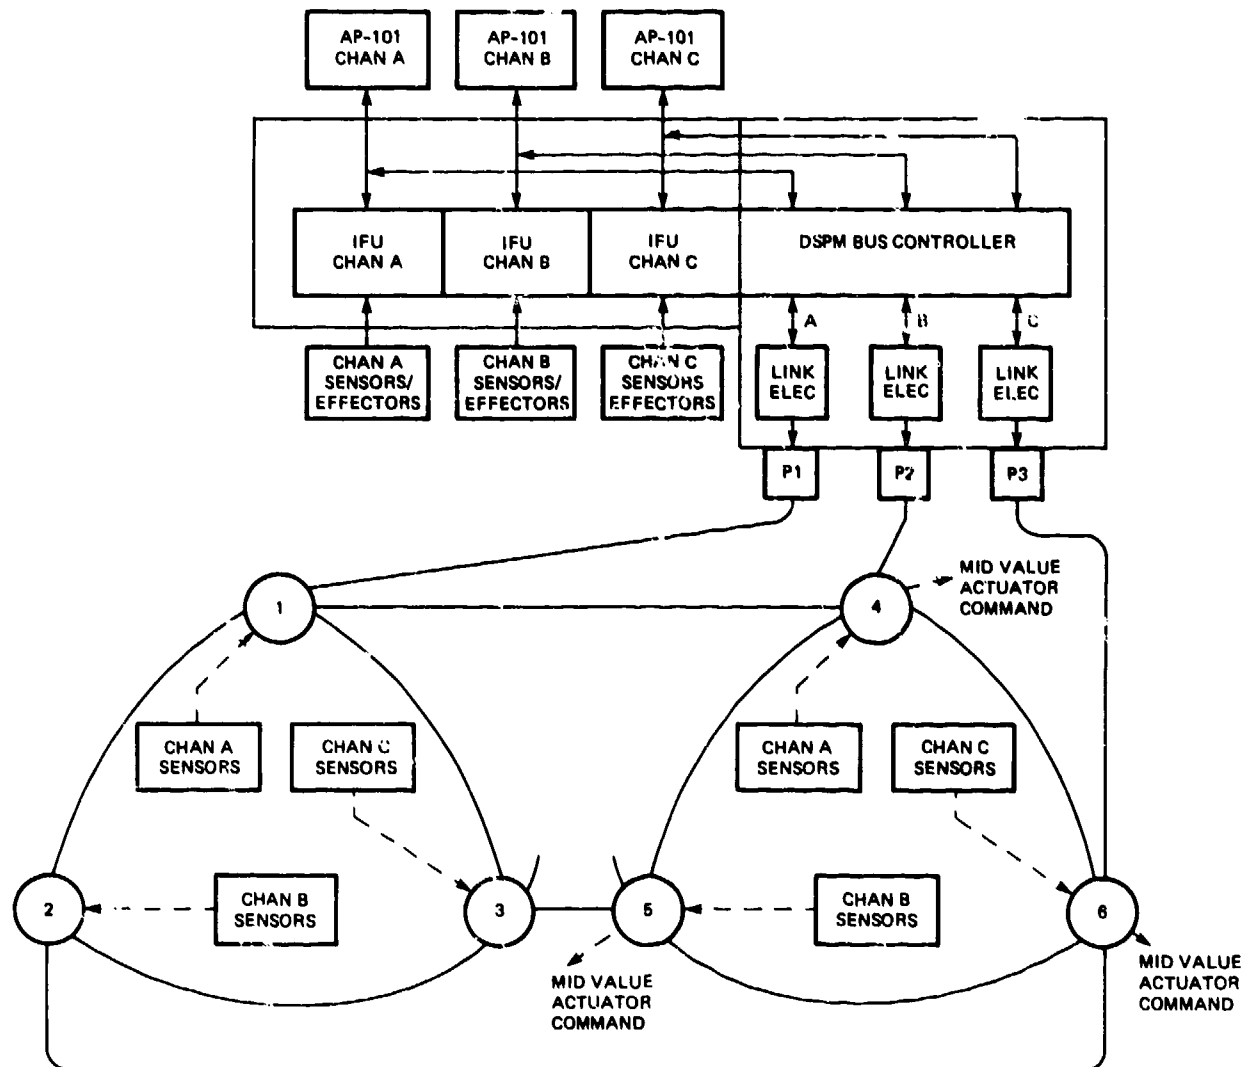 AP-101
CHAN A
AP-101
CHAN B
AP-101
CHAN C
IFU
CHAN A
IFU
CHAN B
IFU
CHAN C
DSPM BUS CONTROLLER
A
B
C
CHAN A
SENSORS/
EFFECTORS
CHAN B
SENSORS/
EFFECTORS
CHAN C
SENSORS
EFFECTORS
LINK
ELEC
LINK
ELEC
LINK
ELEC
P1
P2
P3
1
4
MID VALUE
ACTUATOR
COMMAND
CHAN A
SENSORS
CHAN C
SENSORS
CHAN A
SENSORS
CHAN C
SENSORS
2
CHAN B
SENSORS
3
5
CHAN B
SENSORS
6
MID VALUE
ACTUATOR
COMMAND
MID VALUE
ACTUATOR
COMMAND